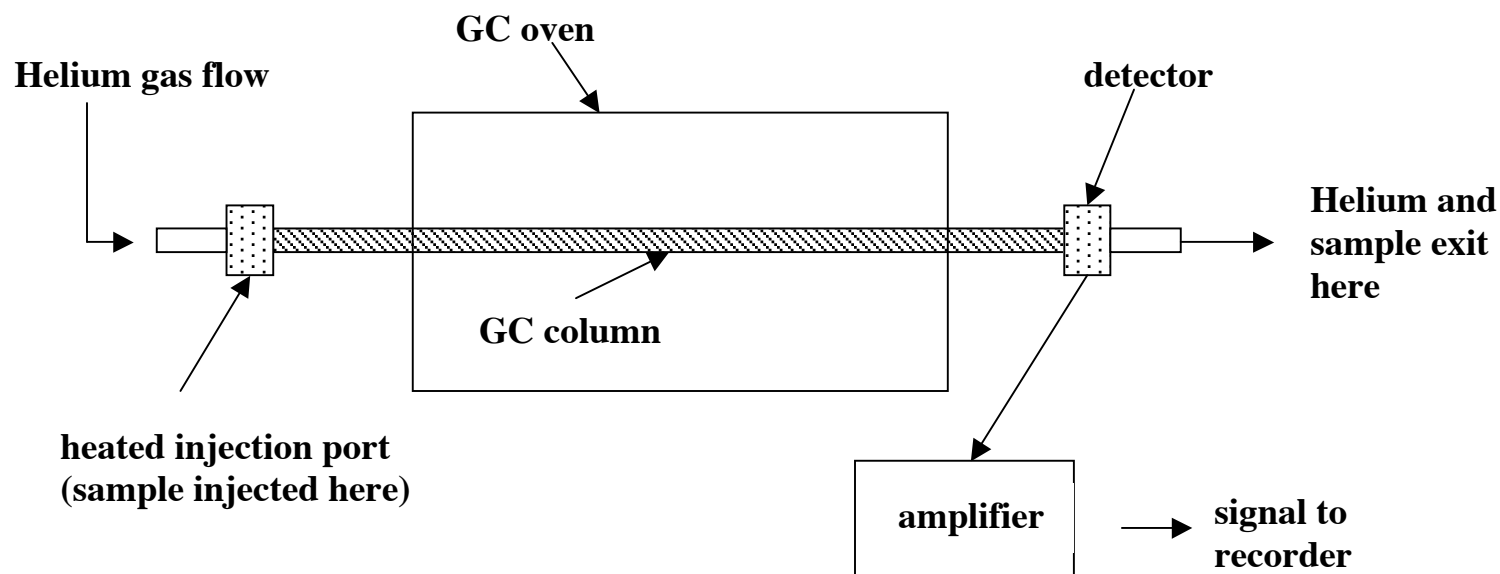 GC oven
Helium gas flow
detector
Helium and
sample exit
here
GC column
heated injection port
(sample injected here)
amplifier
signal to
recorder